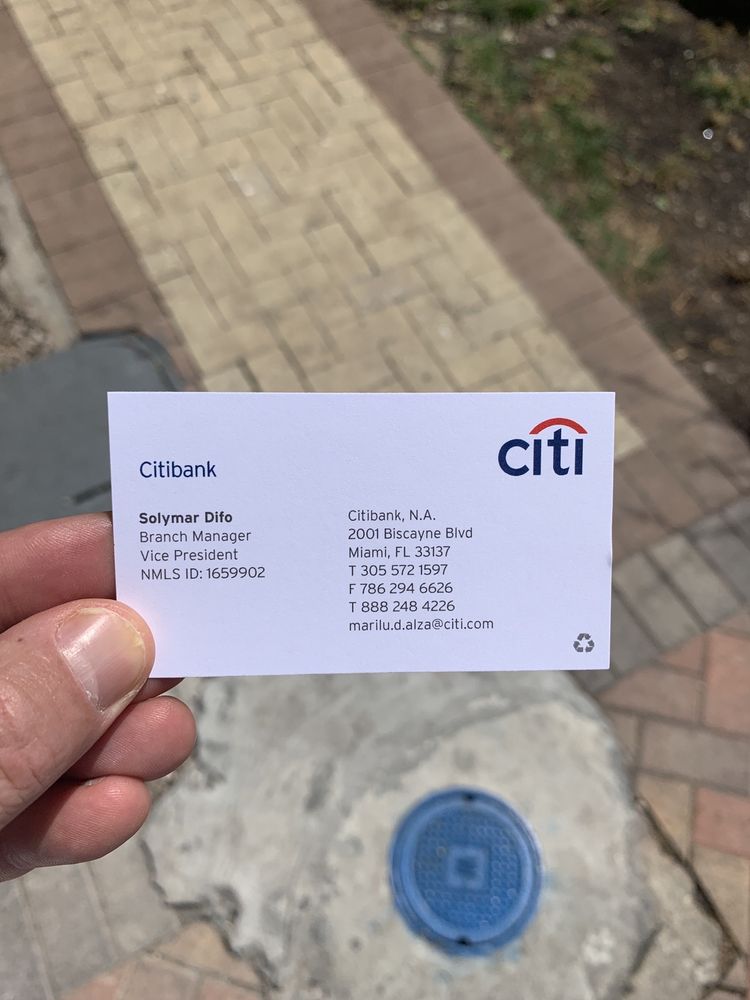 citi
Citibank
Solymar Difo
Branch Manager
Vice President
NMLS ID: 1659902
Citibank, N.A.
2001 Biscayne Blvd
Miami, FL 33137
T 305 572 1597
F 786 294 6626
T 888 248 4226
marilu.d.alza@citi.com